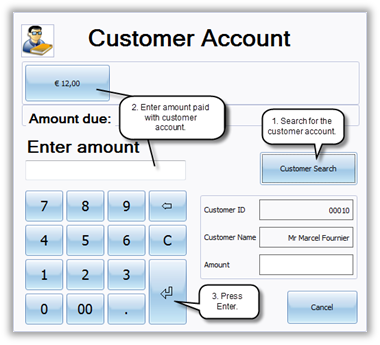 Customer Account
€ 12,00
Amount due:
2. Enter amount paid
with customer
account.
1. Search for the
customer account.
Enter amount
Customer Search
7 8 9 ⇦
4 5 6 C
1 2 3
0 00 .
Customer ID 00010
Customer Name Mr Marcel Fournier
Amount
3. Press
Enter.
Cancel